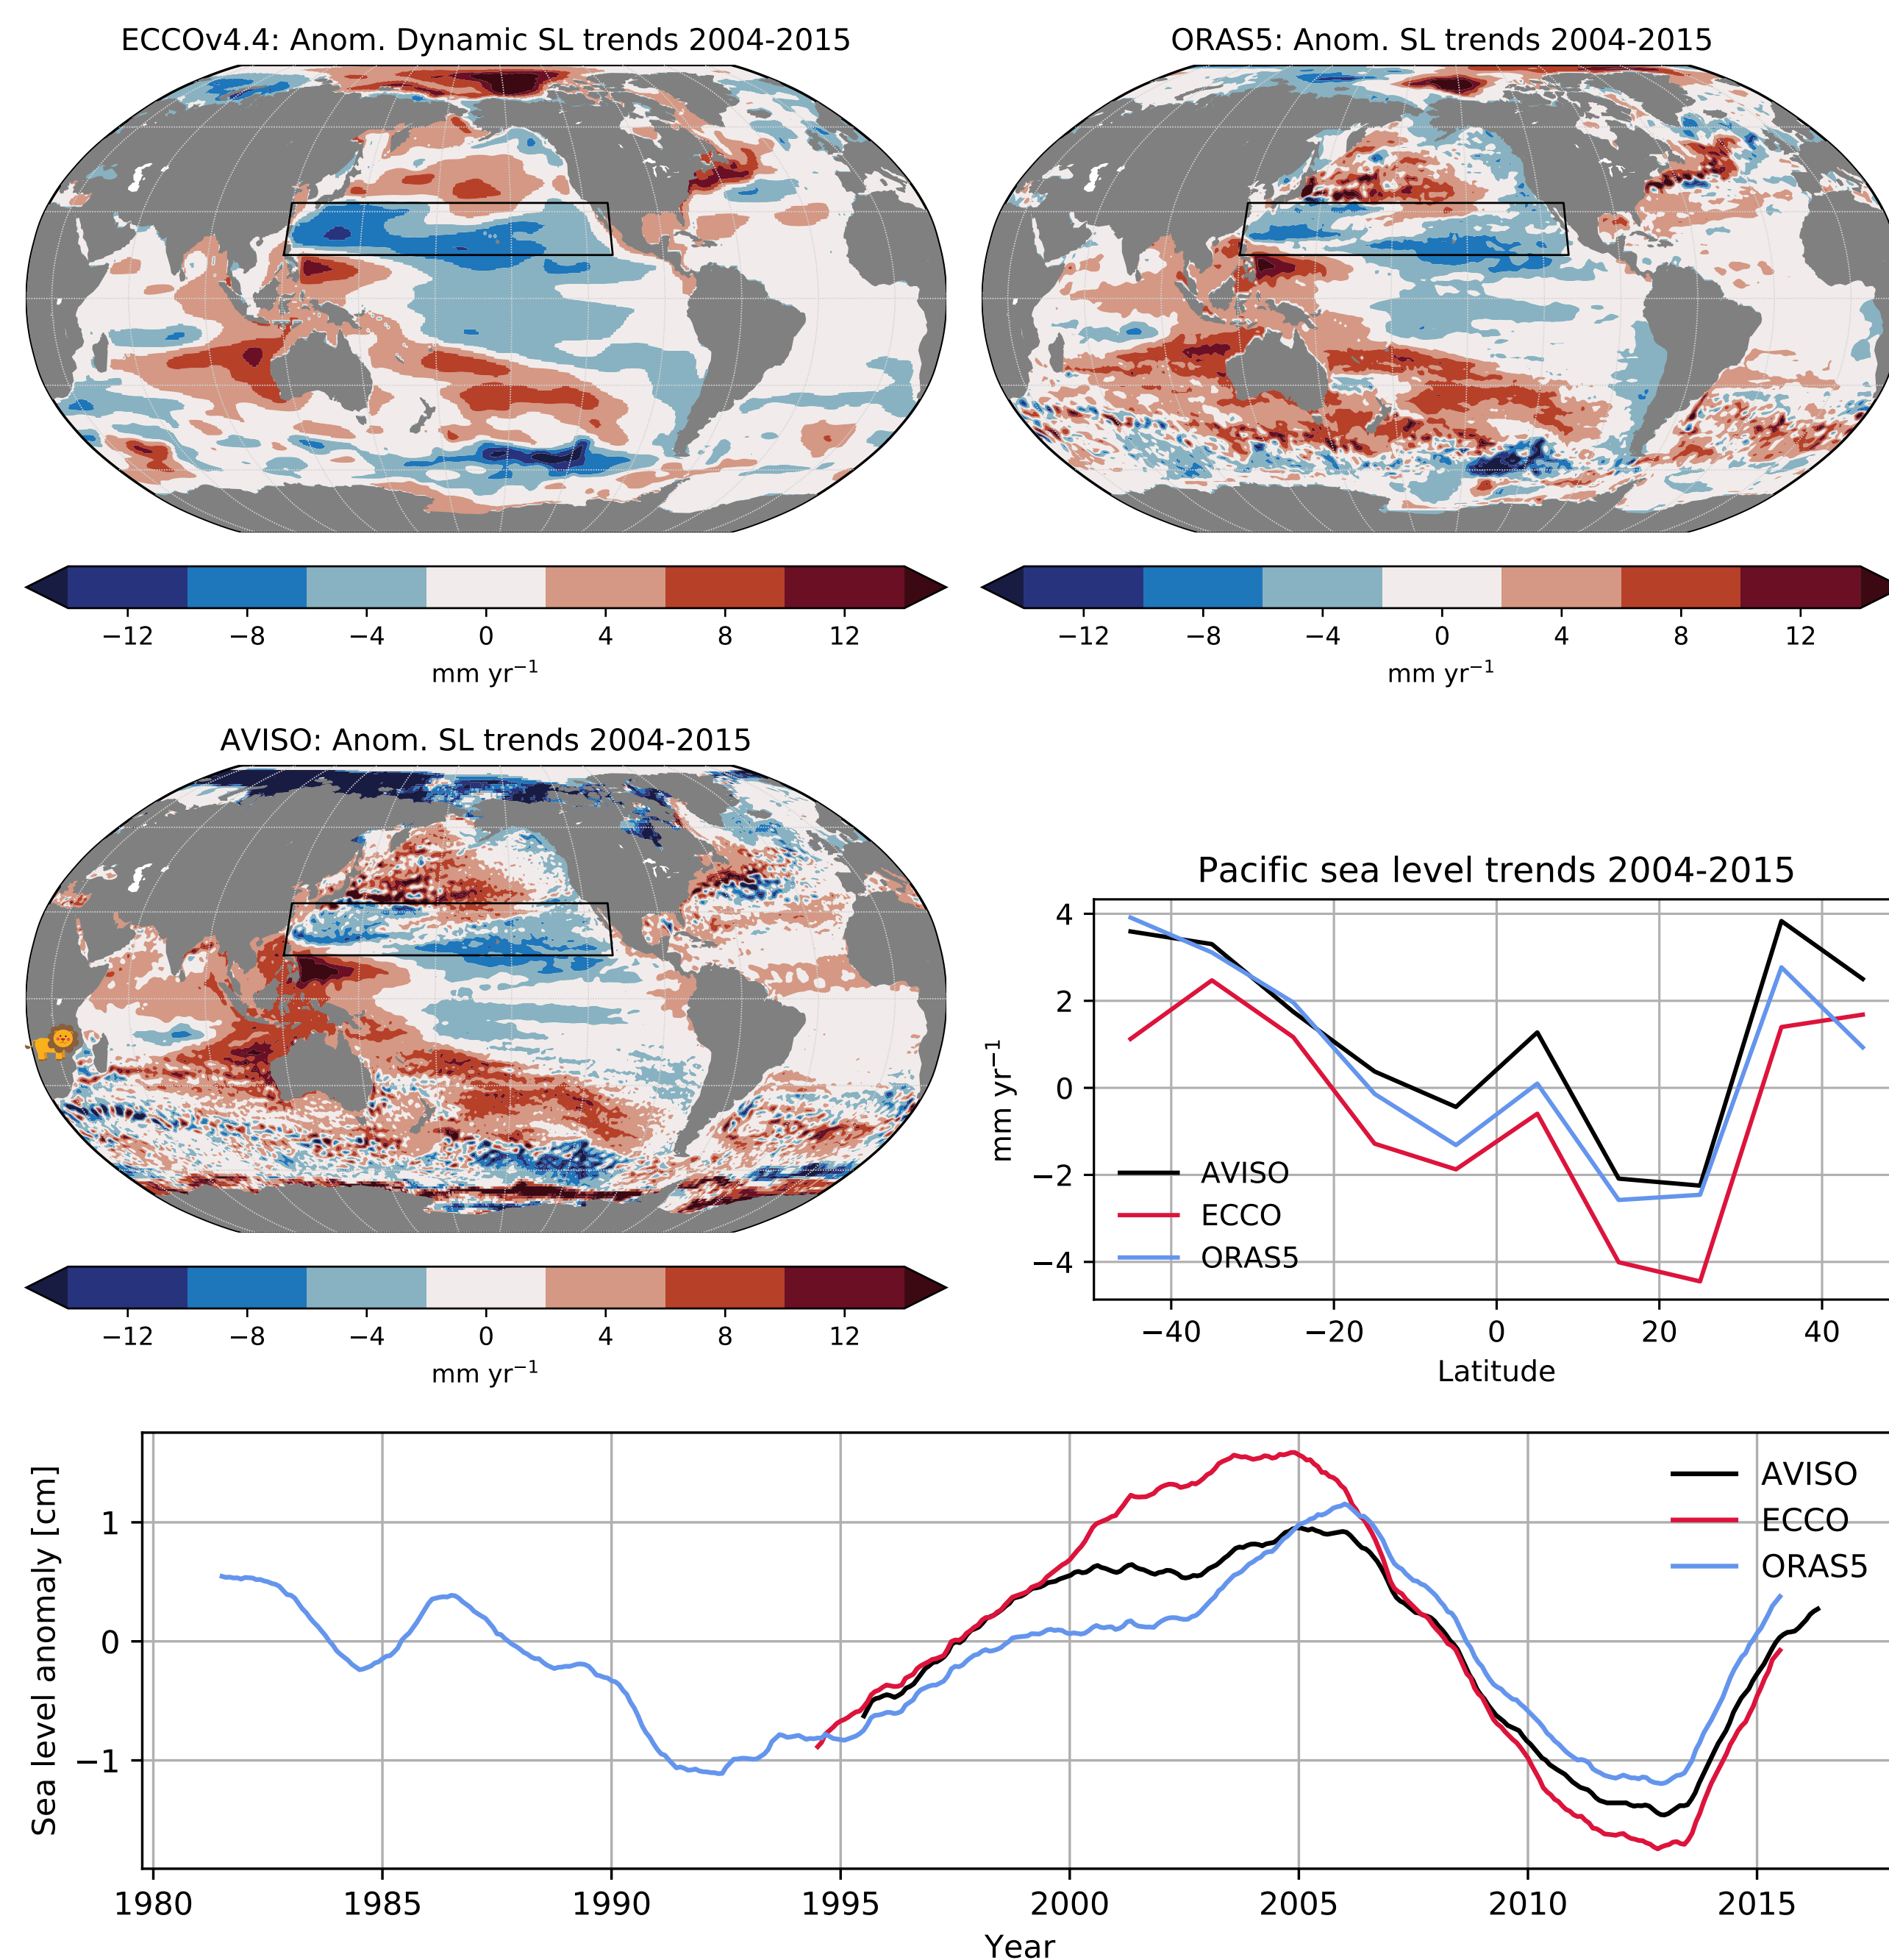 ECCOv4.4: Anom. Dynamic SL trends 2004-2015
ORAS5: Anom. SL trends 2004-2015
−12 −8 −4 0 4 8 12
mm yr⁻¹
−12 −8 −4 0 4 8 12
mm yr⁻¹
AVISO: Anom. SL trends 2004-2015
−12 −8 −4 0 4 8 12
mm yr⁻¹
Pacific sea level trends 2004-2015
4
2
0
−2
−4
mm yr⁻¹
AVISO
ECCO
ORAS5
−40 −20 0 20 40
Latitude
Sea level anomaly [cm]
1
0
−1
AVISO
ECCO
ORAS5
1980 1985 1990 1995 2000 2005 2010 2015
Year